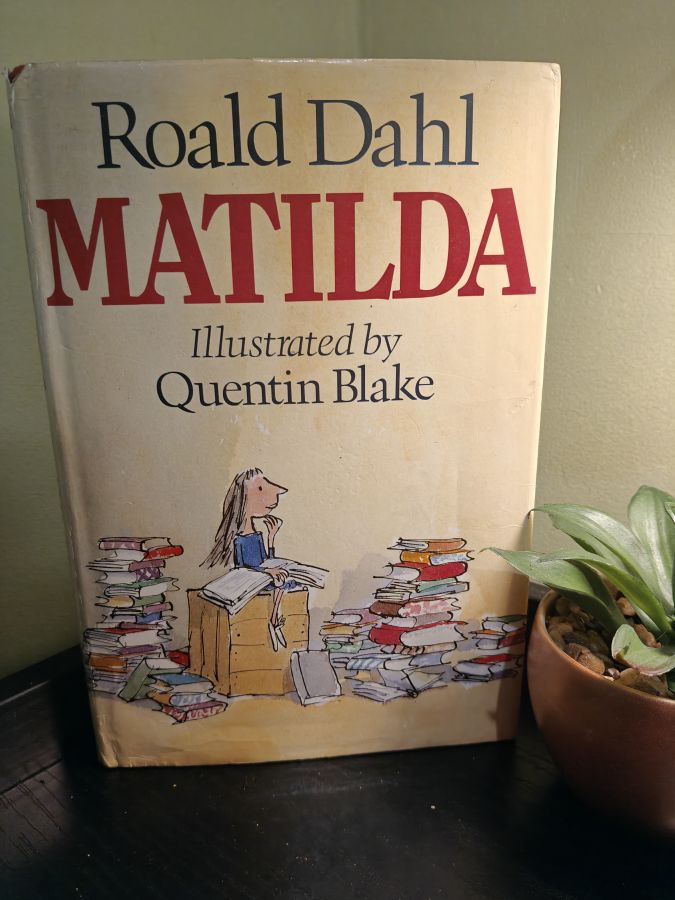 Roald Dahl
MATILDA
Illustrated by
Quentin Blake